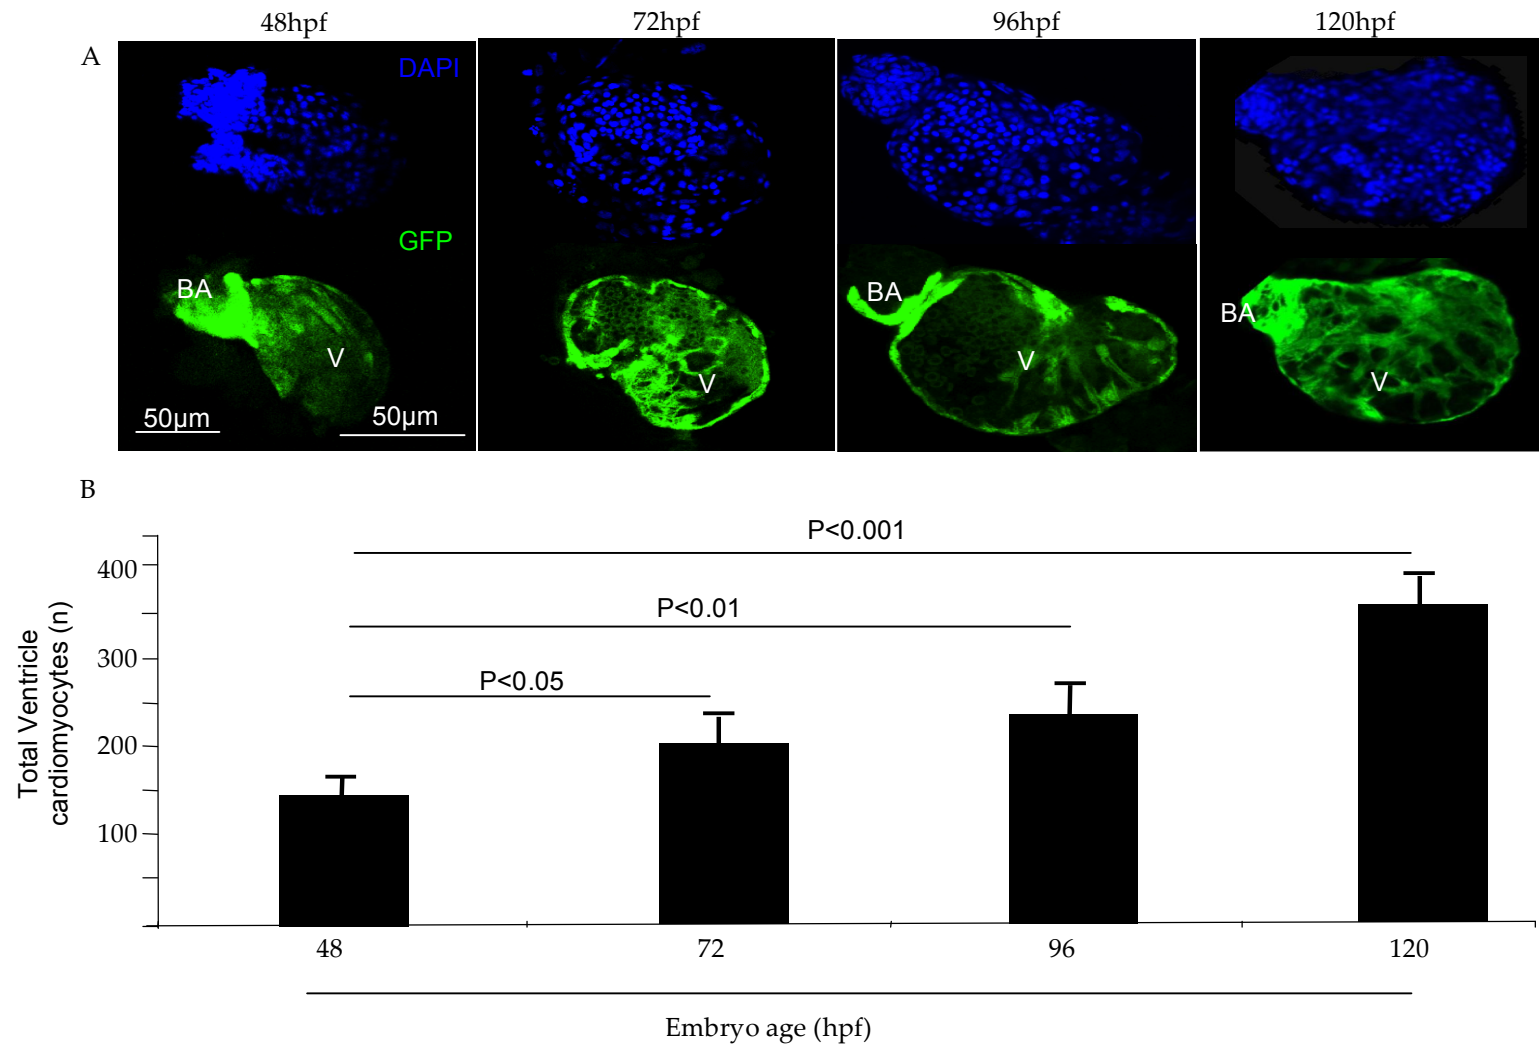 48hpf
72hpf
96hpf
120hpf
A
DAPI
GFP
BA
V
50µm
50µm
V
BA
V
BA
V
B
P<0.001
P<0.01
P<0.05
Total Ventricle
cardiomyocytes (n)
400
300
200
100
48
72
96
120
Embryo age (hpf)